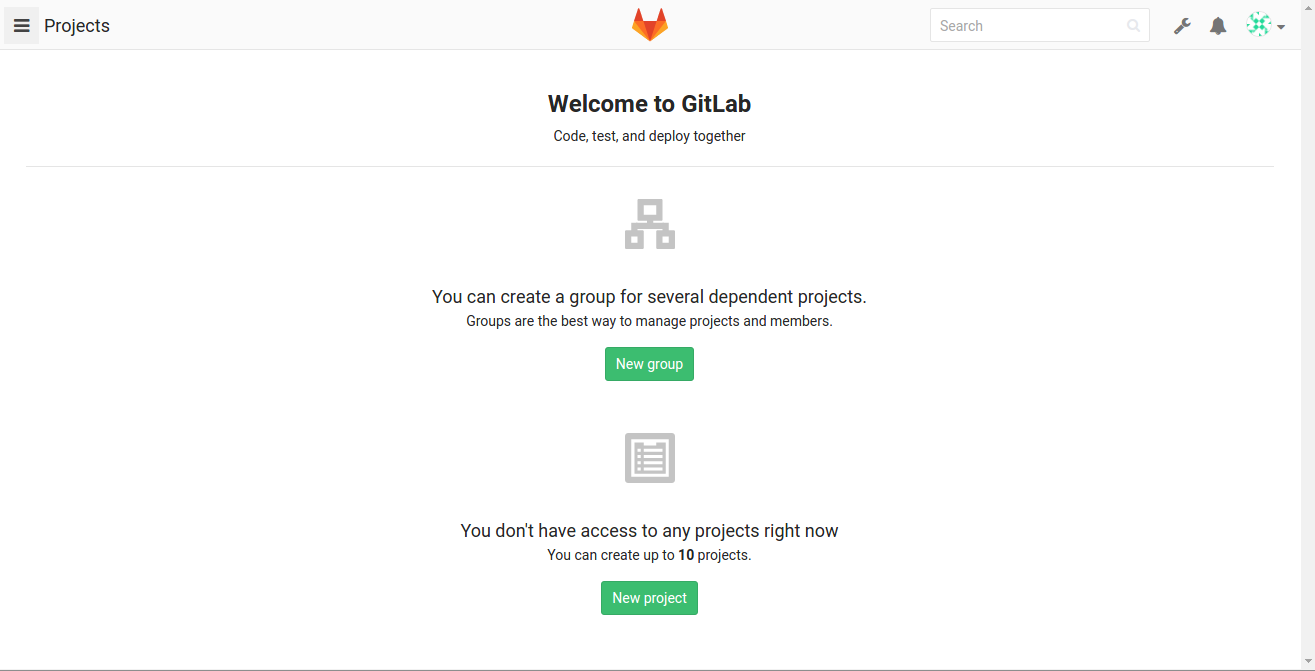 Projects
Search
Welcome to GitLab
Code, test, and deploy together
You can create a group for several dependent projects.
Groups are the best way to manage projects and members.
New group
You don't have access to any projects right now
You can create up to 10 projects.
New project